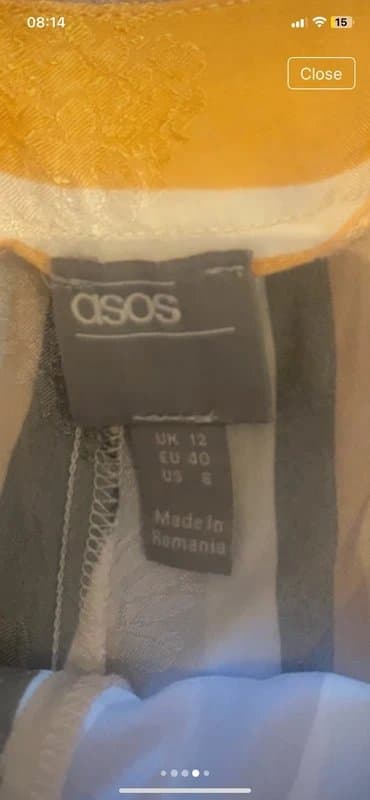 08:14
15
Close
asos
UK 12
EU 40
US 8
Made In
Romania